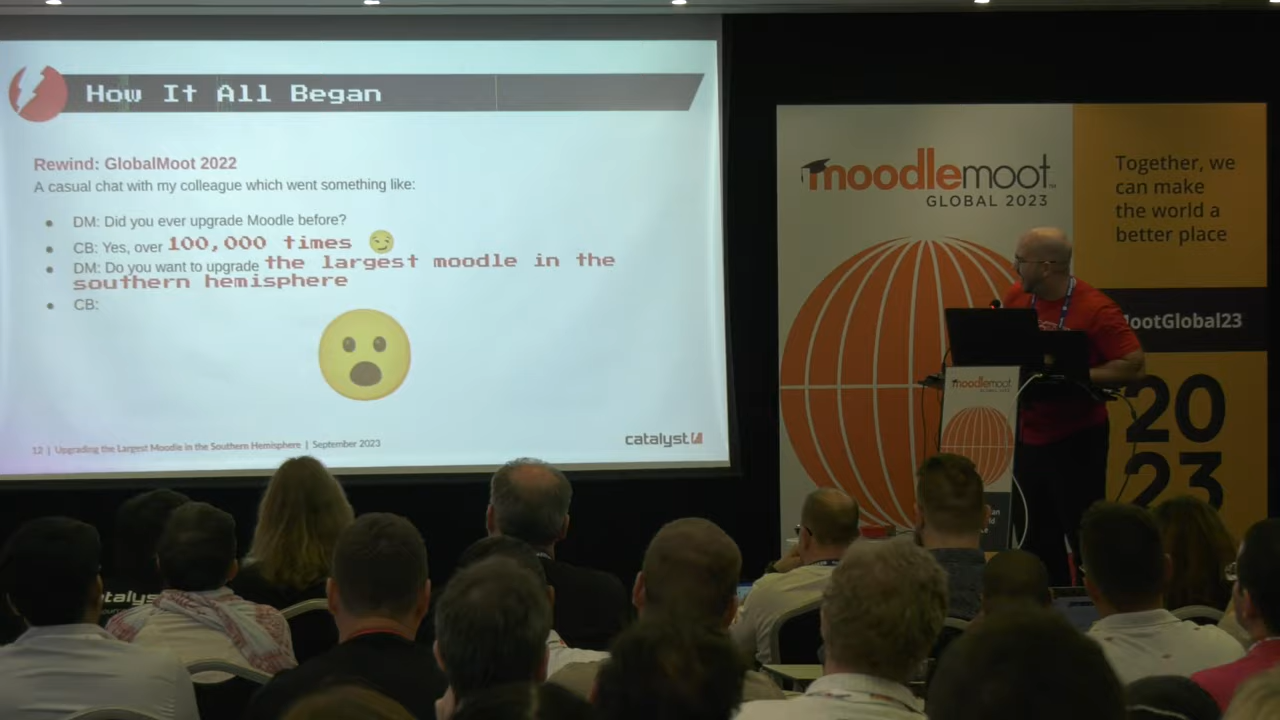 How It All Began
Rewind: GlobalMoot 2022
A casual chat with my colleague which went something like:
● DM: Did you ever upgrade Moodle before?
● CB: Yes, over 100,000 times
● DM: Do you want to upgrade the largest moodle in the
southern hemisphere
● CB:
12 | Upgrading the Largest Moodle in the Southern Hemisphere | September 2023
catalyst
moodlemoot
GLOBAL 2023
Together, we
can make
the world a
better place
MootGlobal23
20
23
moodlemoot